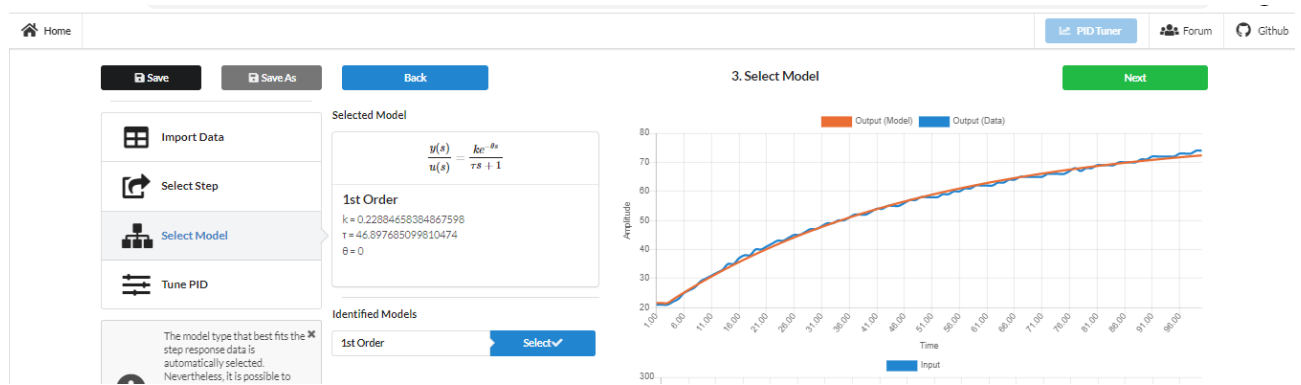 Home
PID Tuner
Forum
Github
Save
Save As
Back
3. Select Model
Next
Import Data
Select Step
Select Model
Tune PID
The model type that best fits the
step response data is
automatically selected.
Nevertheless, it is possible to
Selected Model
y(s)/u(s) = ke^{-θs}/τs + 1
1st Order
k = 0.22884658384867598
τ = 46.897685099810474
θ = 0
Identified Models
1st Order
Select
Output (Model) Output (Data)
Amplitude
80
70
60
50
40
30
20
1.00 6.00 11.00 16.00 21.00 26.00 31.00 36.00 41.00 46.00 51.00 56.00 61.00 66.00 71.00 76.00 81.00 86.00 91.00 96.00
Time
Input
300